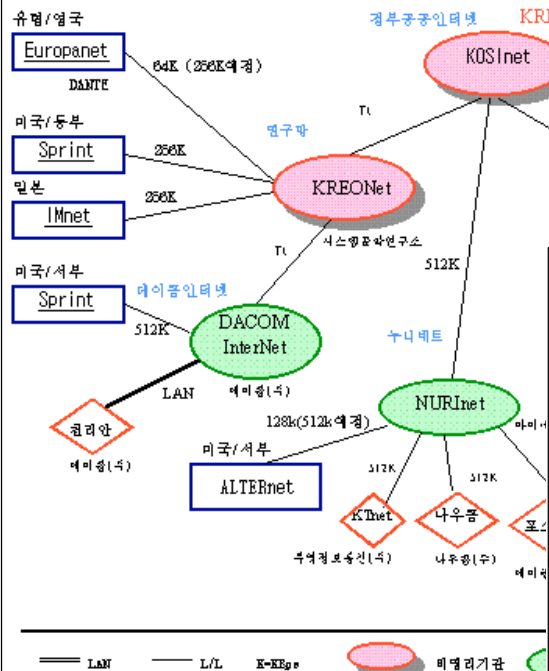 유럽/영국
정부공공인터넷
KRE
Europanet
64K (256K예정)
KOSInet
DANTE
미국/동부
연구망
T1
Sprint
256K
일본
KREONet
IMnet
256K
시스템공학연구소
미국/서부
T1
Sprint
데이콤인터넷
512K
512K
DACOM
InterNet
누리네트
LAN
데이콤(주)
천리안
NURInet
데이콤(주)
128k(512k예정)
미국/서부
ALTERnet
512K
512K
KTnet
나우콤
포스
무역정보통신(주)
나우콤(주)
LAN
L/L
K=KBps
비영리기관